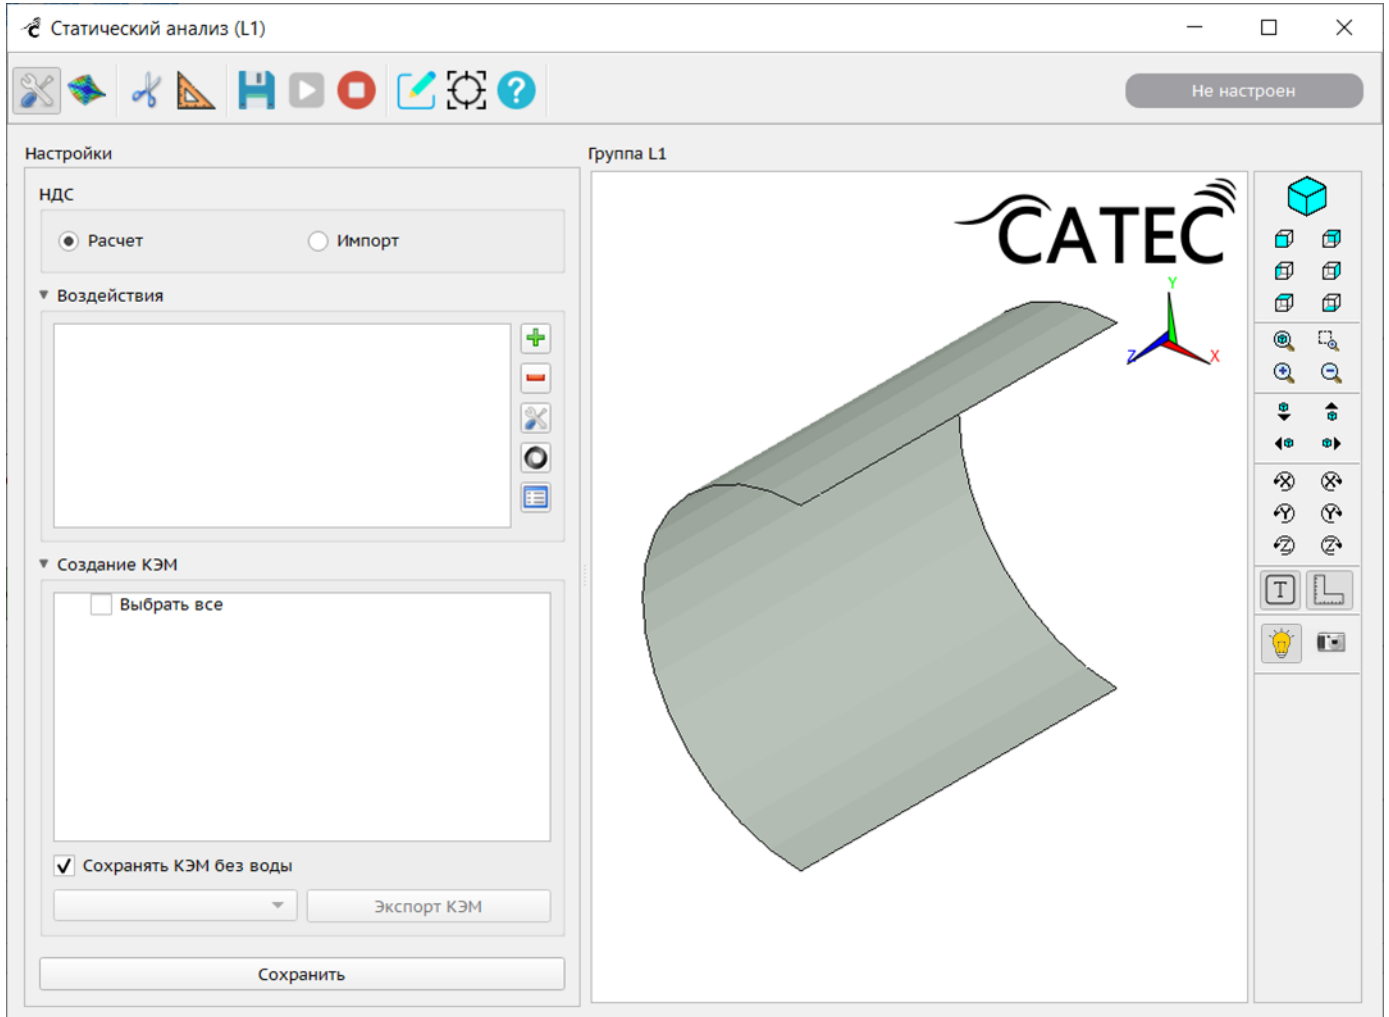 Статический анализ (L1)
Не настроен
Настройки
Группа L1
НДС
Расчет
Импорт
Воздействия
Создание КЭМ
Выбрать все
Сохранять КЭМ без воды
Экспорт КЭМ
Сохранить
CATEC
Y
Z
X
X
X
Y
Y
Z
Z
T